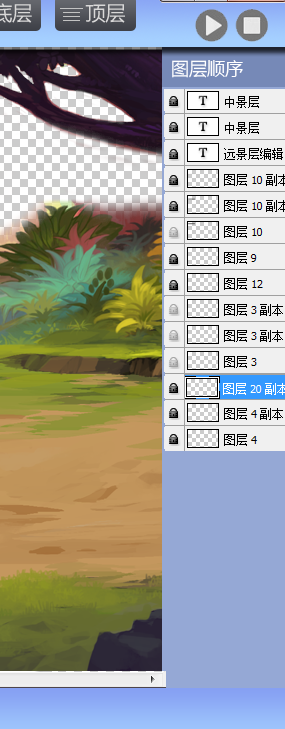 底层 顶层
图层顺序
T 中景层
T 中景层
T 远景层编辑
图层 10 副本
图层 10 副本
图层 10
图层 9
图层 12
图层 3 副本
图层 3 副本
图层 3
图层 20 副本
图层 4 副本
图层 4